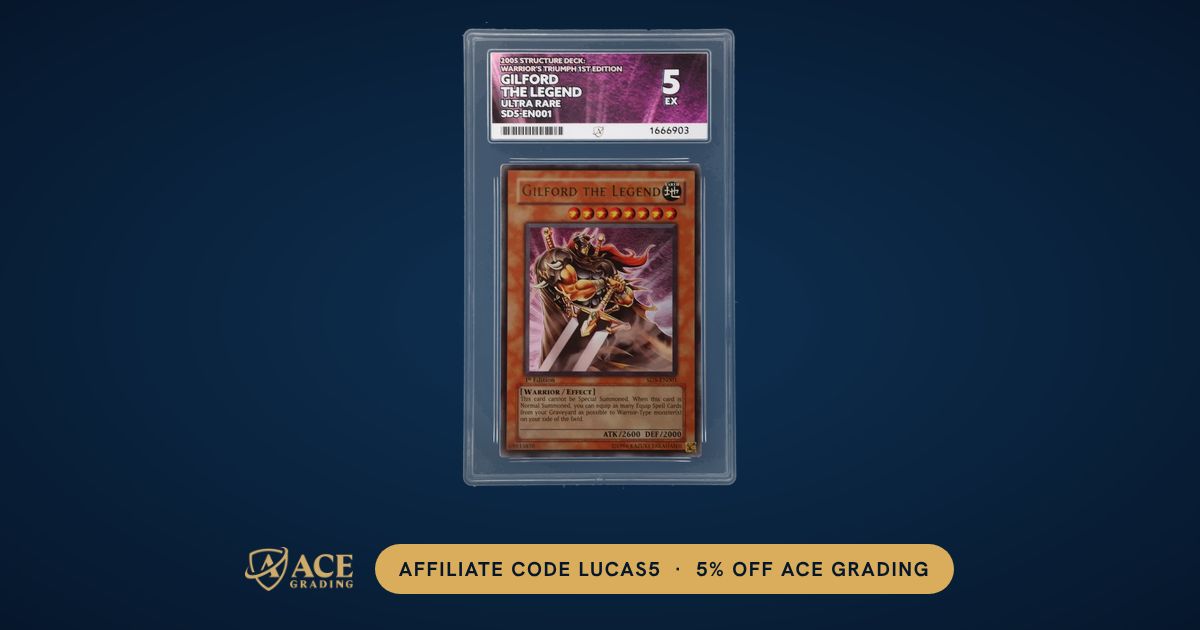 2005 STRUCTURE DECK:
WARRIOR'S TRIUMPH 1ST EDITION
GILFORD
THE LEGEND
ULTRA RARE
SD5-EN001
5
EX
1666903
GILFORD THE LEGEND
地
1st Edition
SD5-EN001
[WARRIOR / EFFECT]
This card cannot be Special Summoned. When this card is
Normal Summoned, you can equip as many Equip Spell Cards
from your Graveyard as possible to Warrior-Type monster(s)
on your side of the field.
ATK/2600 DEF/2000
ACE
GRADING
AFFILIATE CODE LUCAS5 · 5% OFF ACE GRADING